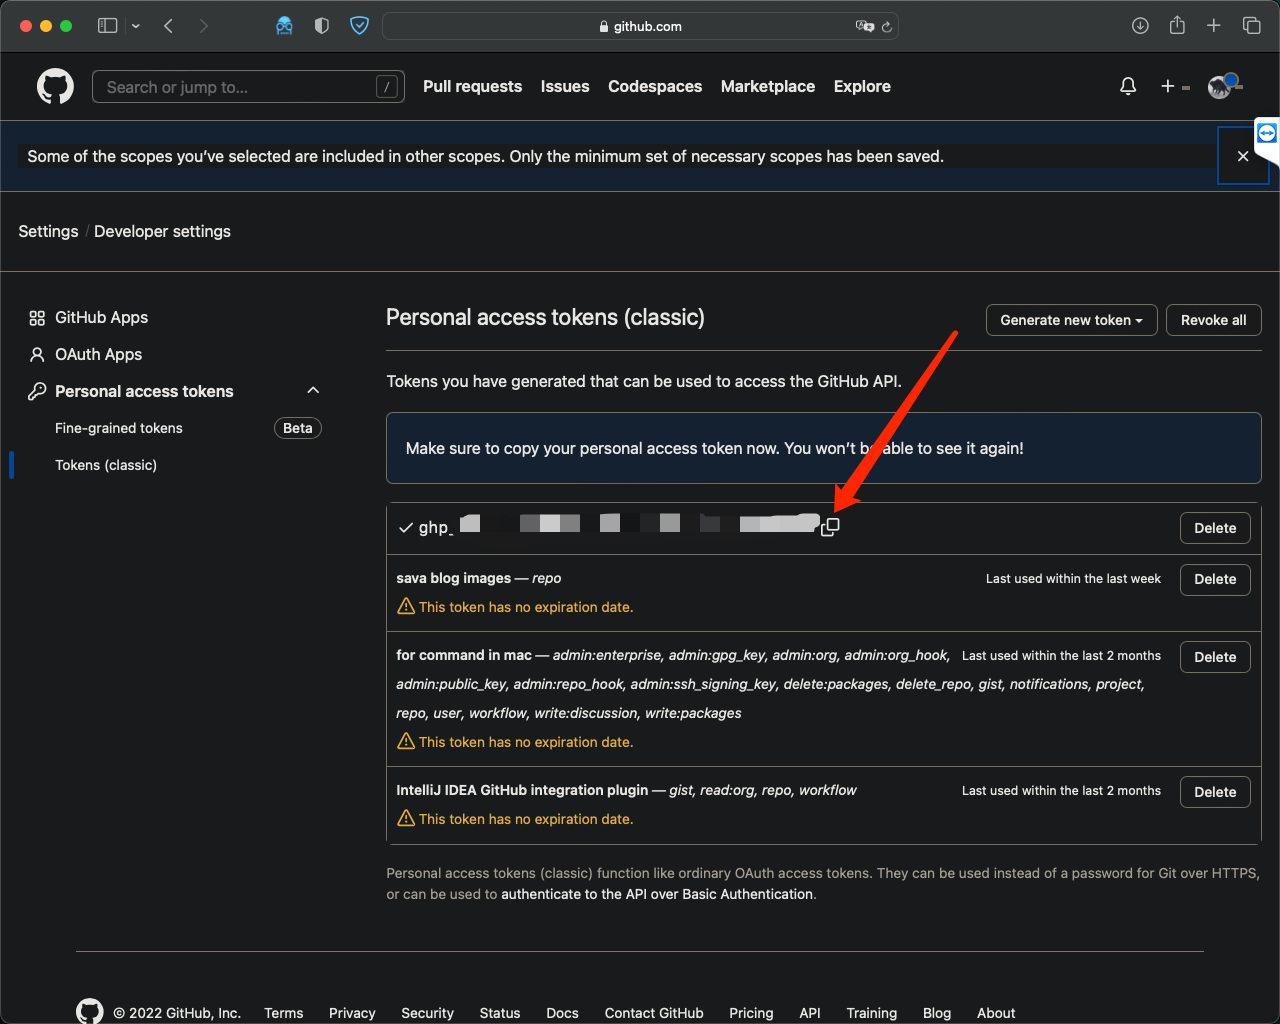 github.com
Search or jump to... /
Pull requests Issues Codespaces Marketplace Explore
Some of the scopes you’ve selected are included in other scopes. Only the minimum set of necessary scopes has been saved.
Settings / Developer settings
GitHub Apps
OAuth Apps
Personal access tokens
Fine-grained tokens Beta
Tokens (classic)
Personal access tokens (classic)
Generate new token Revoke all
Tokens you have generated that can be used to access the GitHub API.
Make sure to copy your personal access token now. You won’t be able to see it again!
ghp_ Delete
sava blog images — repo Last used within the last week Delete
This token has no expiration date.
for command in mac — admin:enterprise, admin:gpg_key, admin:org, admin:org_hook, Last used within the last 2 months Delete
admin:public_key, admin:repo_hook, admin:ssh_signing_key, delete:packages, delete_repo, gist, notifications, project,
repo, user, workflow, write:discussion, write:packages
This token has no expiration date.
IntelliJ IDEA GitHub integration plugin — gist, read:org, repo, workflow Last used within the last 2 months Delete
This token has no expiration date.
Personal access tokens (classic) function like ordinary OAuth access tokens. They can be used instead of a password for Git over HTTPS,
or can be used to authenticate to the API over Basic Authentication.
© 2022 GitHub, Inc. Terms Privacy Security Status Docs Contact GitHub Pricing API Training Blog About